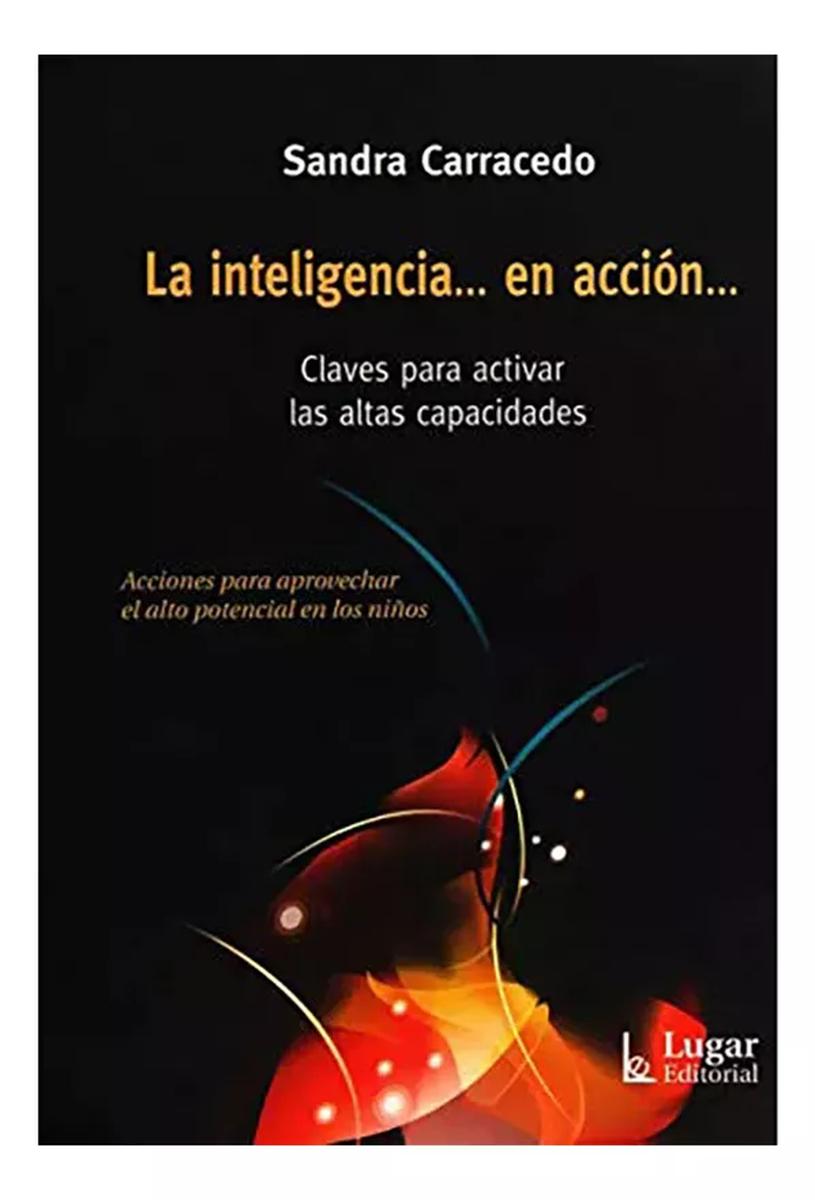 Sandra Carracedo
La inteligencia... en acción...
Claves para activar
las altas capacidades
Acciones para aprovechar
el alto potencial en los niños
Lugar
Editorial